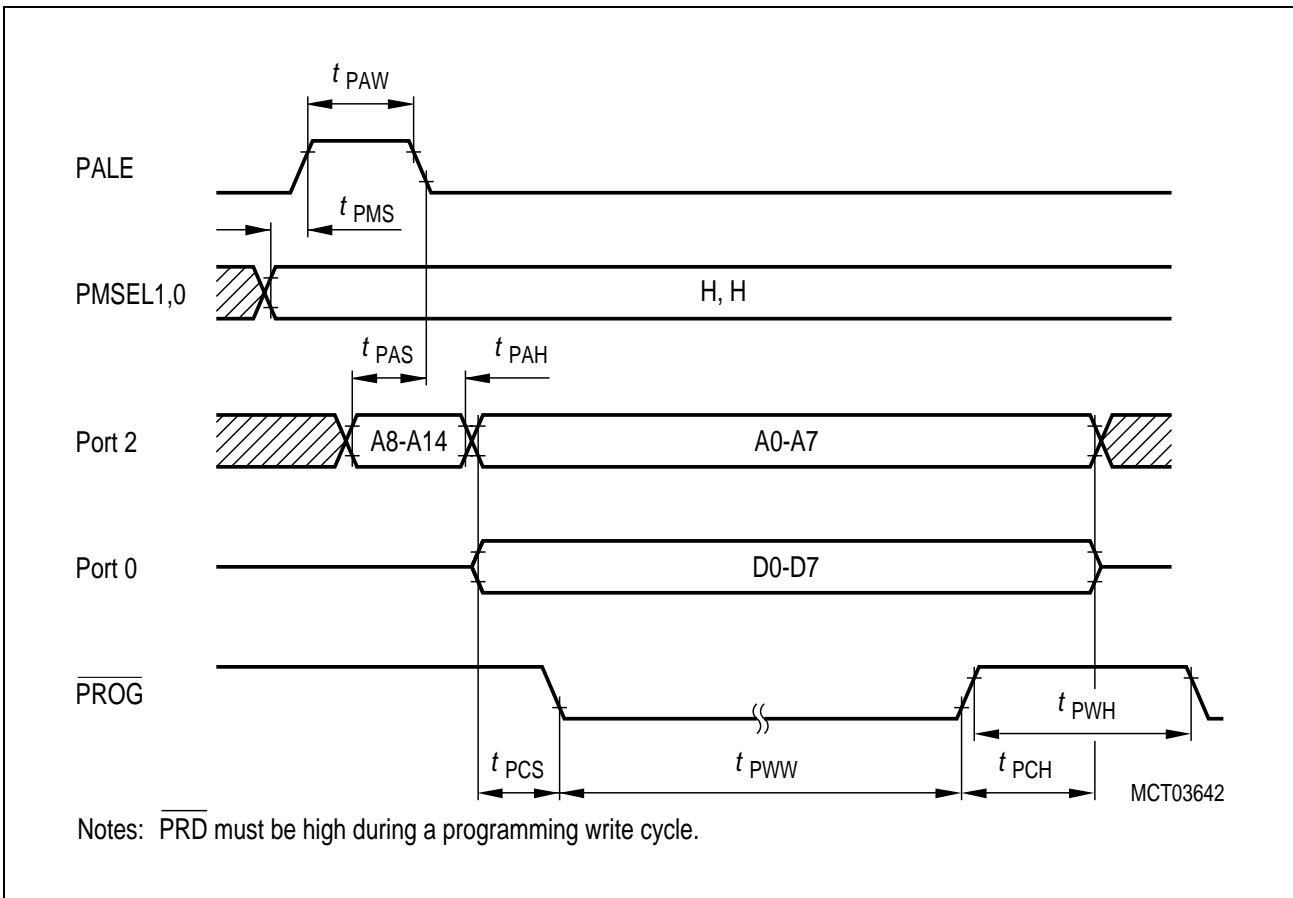 t PAW
PALE
t PMS
PMSEL1,0
H, H
t PAS
t PAH
Port 2
A8-A14
A0-A7
Port 0
D0-D7
PROG
t PWH
t PCS
t PWW
t PCH
MCT03642
Notes: PRD must be high during a programming write cycle.